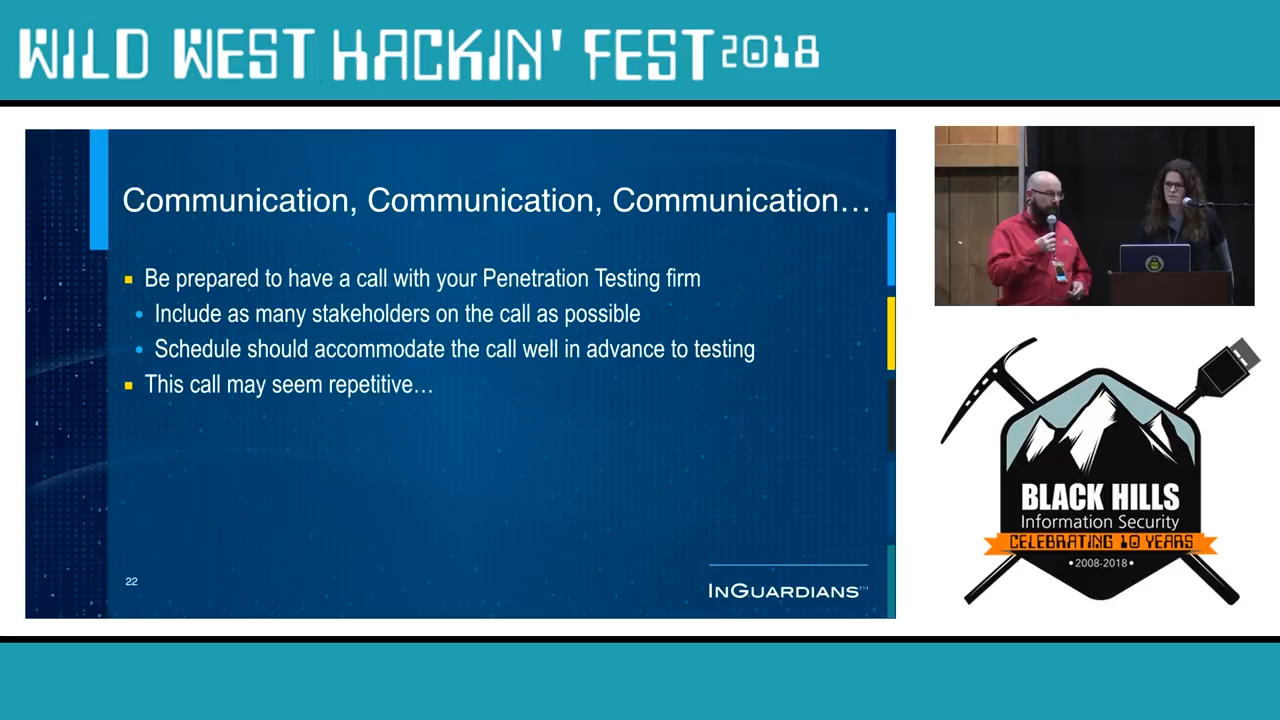 WILD WEST HACKIN' FEST 2018
Communication, Communication, Communication…
Be prepared to have a call with your Penetration Testing firm
Include as many stakeholders on the call as possible
Schedule should accommodate the call well in advance to testing
This call may seem repetitive…
22
INGUARDIANS™
BLACK HILLS
Information Security
CELEBRATING 10 YEARS
•2008-2018•